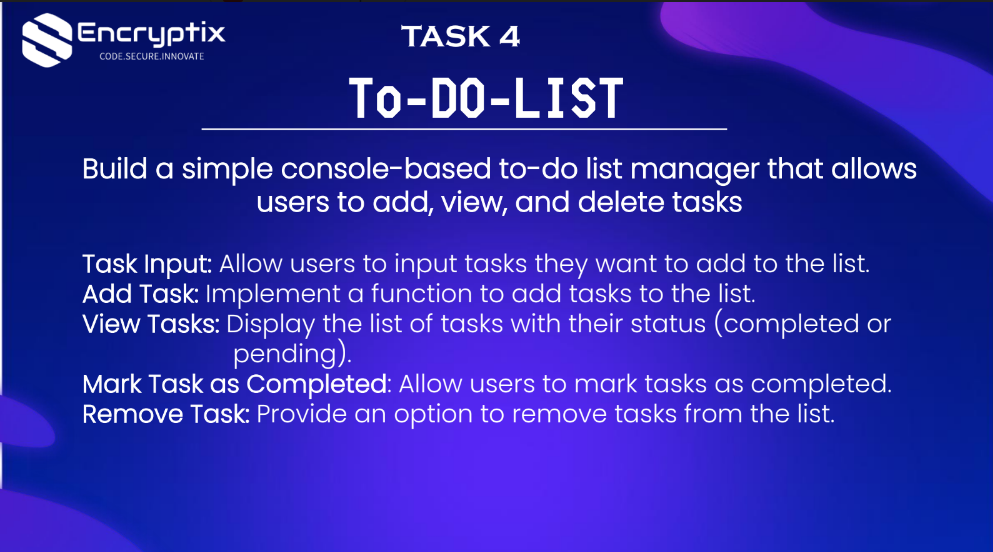 Encryptix
CODE.SECURE.INNOVATE
TASK 4
To-DO-LIST
Build a simple console-based to-do list manager that allows
users to add, view, and delete tasks
Task Input: Allow users to input tasks they want to add to the list.
Add Task: Implement a function to add tasks to the list.
View Tasks: Display the list of tasks with their status (completed or
pending).
Mark Task as Completed: Allow users to mark tasks as completed.
Remove Task: Provide an option to remove tasks from the list.